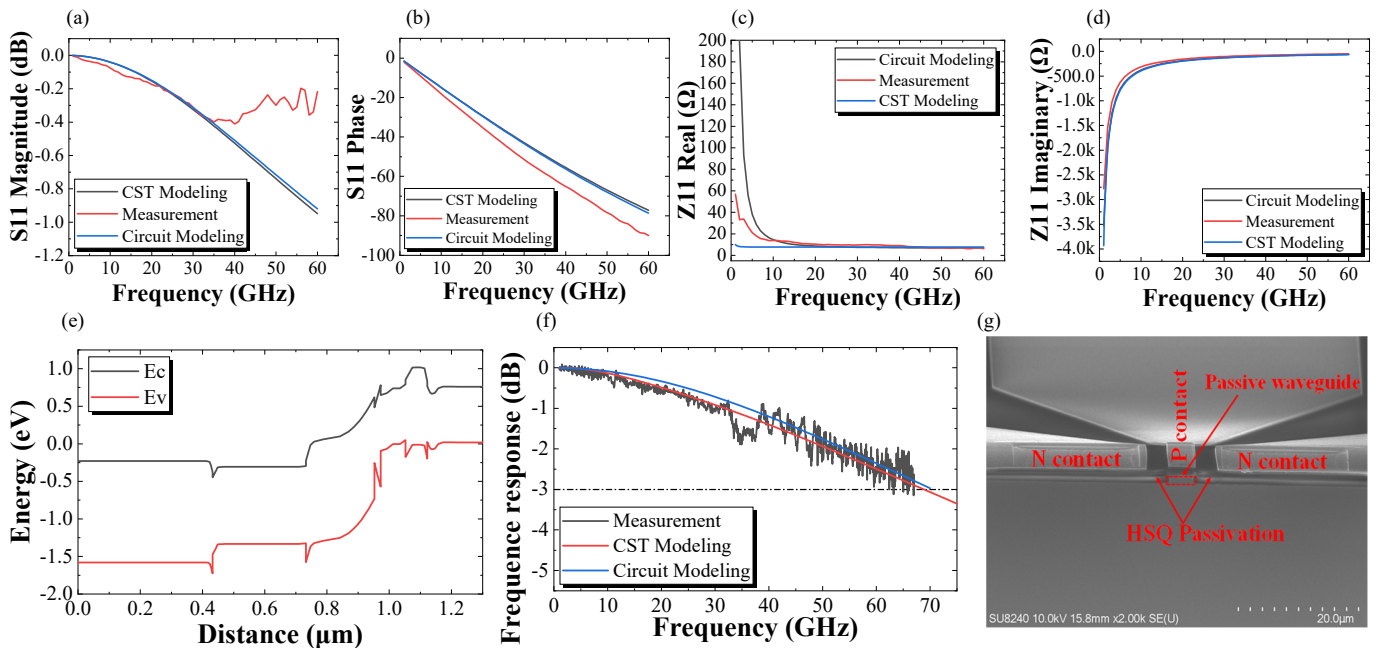 (a)
0.0
-0.2
-0.4
-0.6
-0.8
-1.0
-1.2
S11 Magnitude (dB)
CST Modeling
Measurement
Circuit Modeling
0 10 20 30 40 50 60
Frequency (GHz)
(b)
0
-20
-40
-60
-80
-100
S11 Phase
CST Modeling
Measurement
Circuit Modeling
0 10 20 30 40 50 60
Frequency (GHz)
(c)
200
180
160
140
120
100
80
60
40
20
0
Z11 Real (Ω)
Circuit Modeling
Measurement
CST Modeling
0 10 20 30 40 50 60
Frequency (GHz)
(d)
0.0
-500.0
-1.0k
-1.5k
-2.0k
-2.5k
-3.0k
-3.5k
-4.0k
Z11 Imaginary (Ω)
Circuit Modeling
Measurement
CST Modeling
0 10 20 30 40 50 60
Frequency (GHz)
(e)
1.0
0.5
0.0
-0.5
-1.0
-1.5
-2.0
Energy (eV)
Ec
Ev
0.0 0.2 0.4 0.6 0.8 1.0 1.2
Distance (μm)
(f)
0
-1
-2
-3
-4
-5
Frequence response (dB)
Measurement
CST Modeling
Circuit Modeling
0 10 20 30 40 50 60 70
Frequency (GHz)
(g)
Passive waveguide
P contact
N contact
N contact
HSQ Passivation
SU8240 10.0kV 15.8mm x2.00k SE(U)
20.0μm